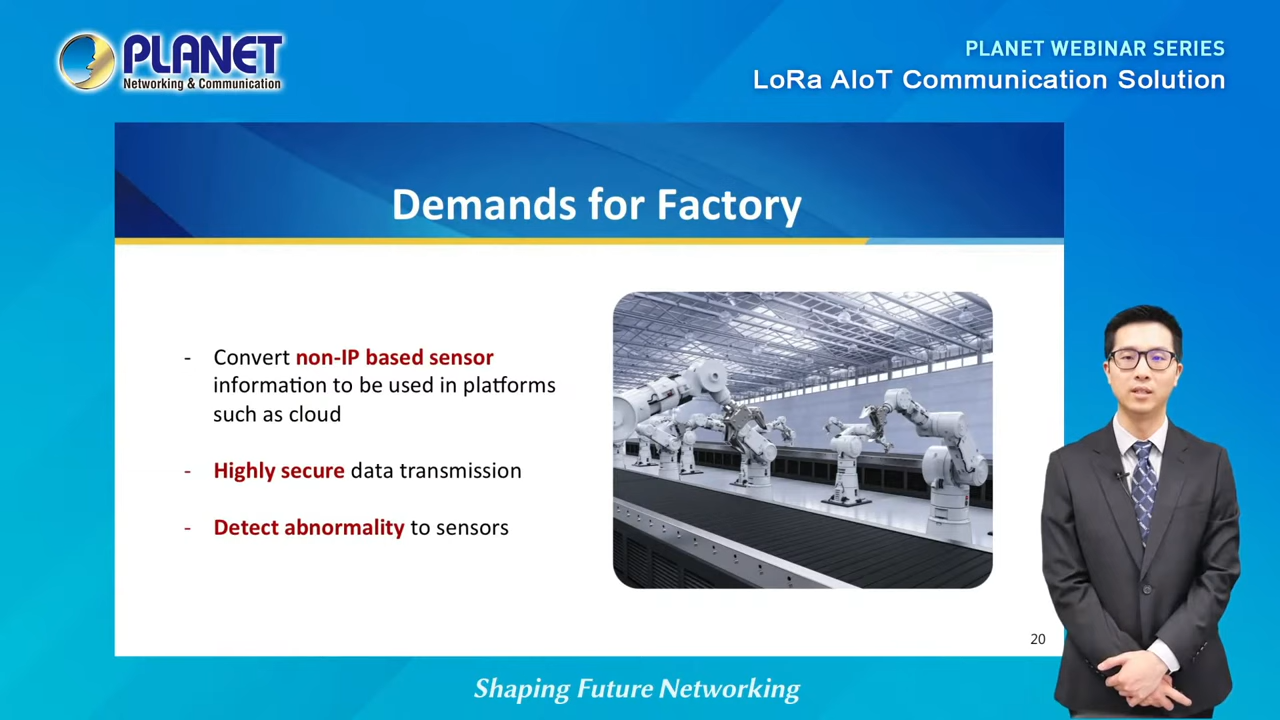 PLANET
Networking & Communication
PLANET WEBINAR SERIES
LoRa AIoT Communication Solution
Demands for Factory
- Convert non-IP based sensor
information to be used in platforms
such as cloud
- Highly secure data transmission
- Detect abnormality to sensors
20
Shaping Future Networking